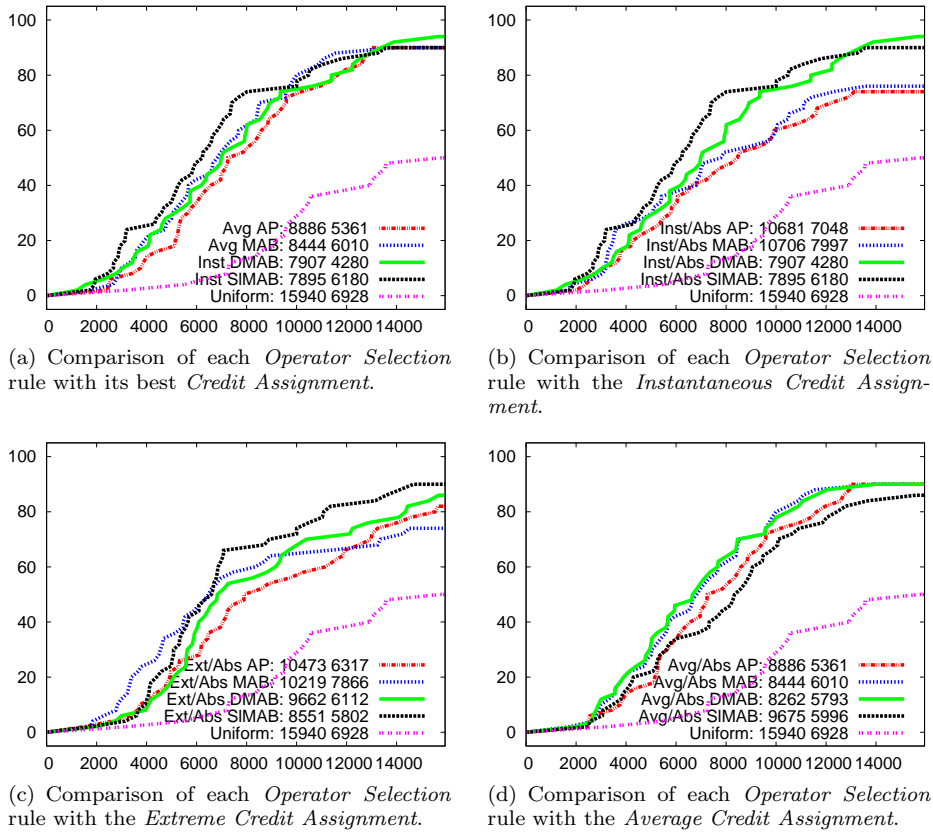 100
80
60
40
20
0
Avg AP: 8886 5361
Avg MAB: 8444 6010
Inst DMAB: 7907 4280
Inst SIMAB: 7895 6180
Uniform: 15940 6928
2000 4000 6000 8000 10000 12000 14000
(a) Comparison of each Operator Selection
rule with its best Credit Assignment.
100
80
60
40
20
0
Inst/Abs AP: 10681 7048
Inst/Abs MAB: 10706 7997
Inst/Abs DMAB: 7907 4280
Inst/Abs SIMAB: 7895 6180
Uniform: 15940 6928
2000 4000 6000 8000 10000 12000 14000
(b) Comparison of each Operator Selection
rule with the Instantaneous Credit Assign-
ment.
100
80
60
40
20
0
Ext/Abs AP: 10473 6317
Ext/Abs MAB: 10219 7866
Ext/Abs DMAB: 9662 6112
Ext/Abs SIMAB: 8551 5802
Uniform: 15940 6928
2000 4000 6000 8000 10000 12000 14000
(c) Comparison of each Operator Selection
rule with the Extreme Credit Assignment.
100
80
60
40
20
0
Avg/Abs AP: 8886 5361
Avg/Abs MAB: 8444 6010
Avg/Abs DMAB: 8262 5793
Avg/Abs SIMAB: 9675 5996
Uniform: 15940 6928
2000 4000 6000 8000 10000 12000 14000
(d) Comparison of each Operator Selection
rule with the Average Credit Assignment.